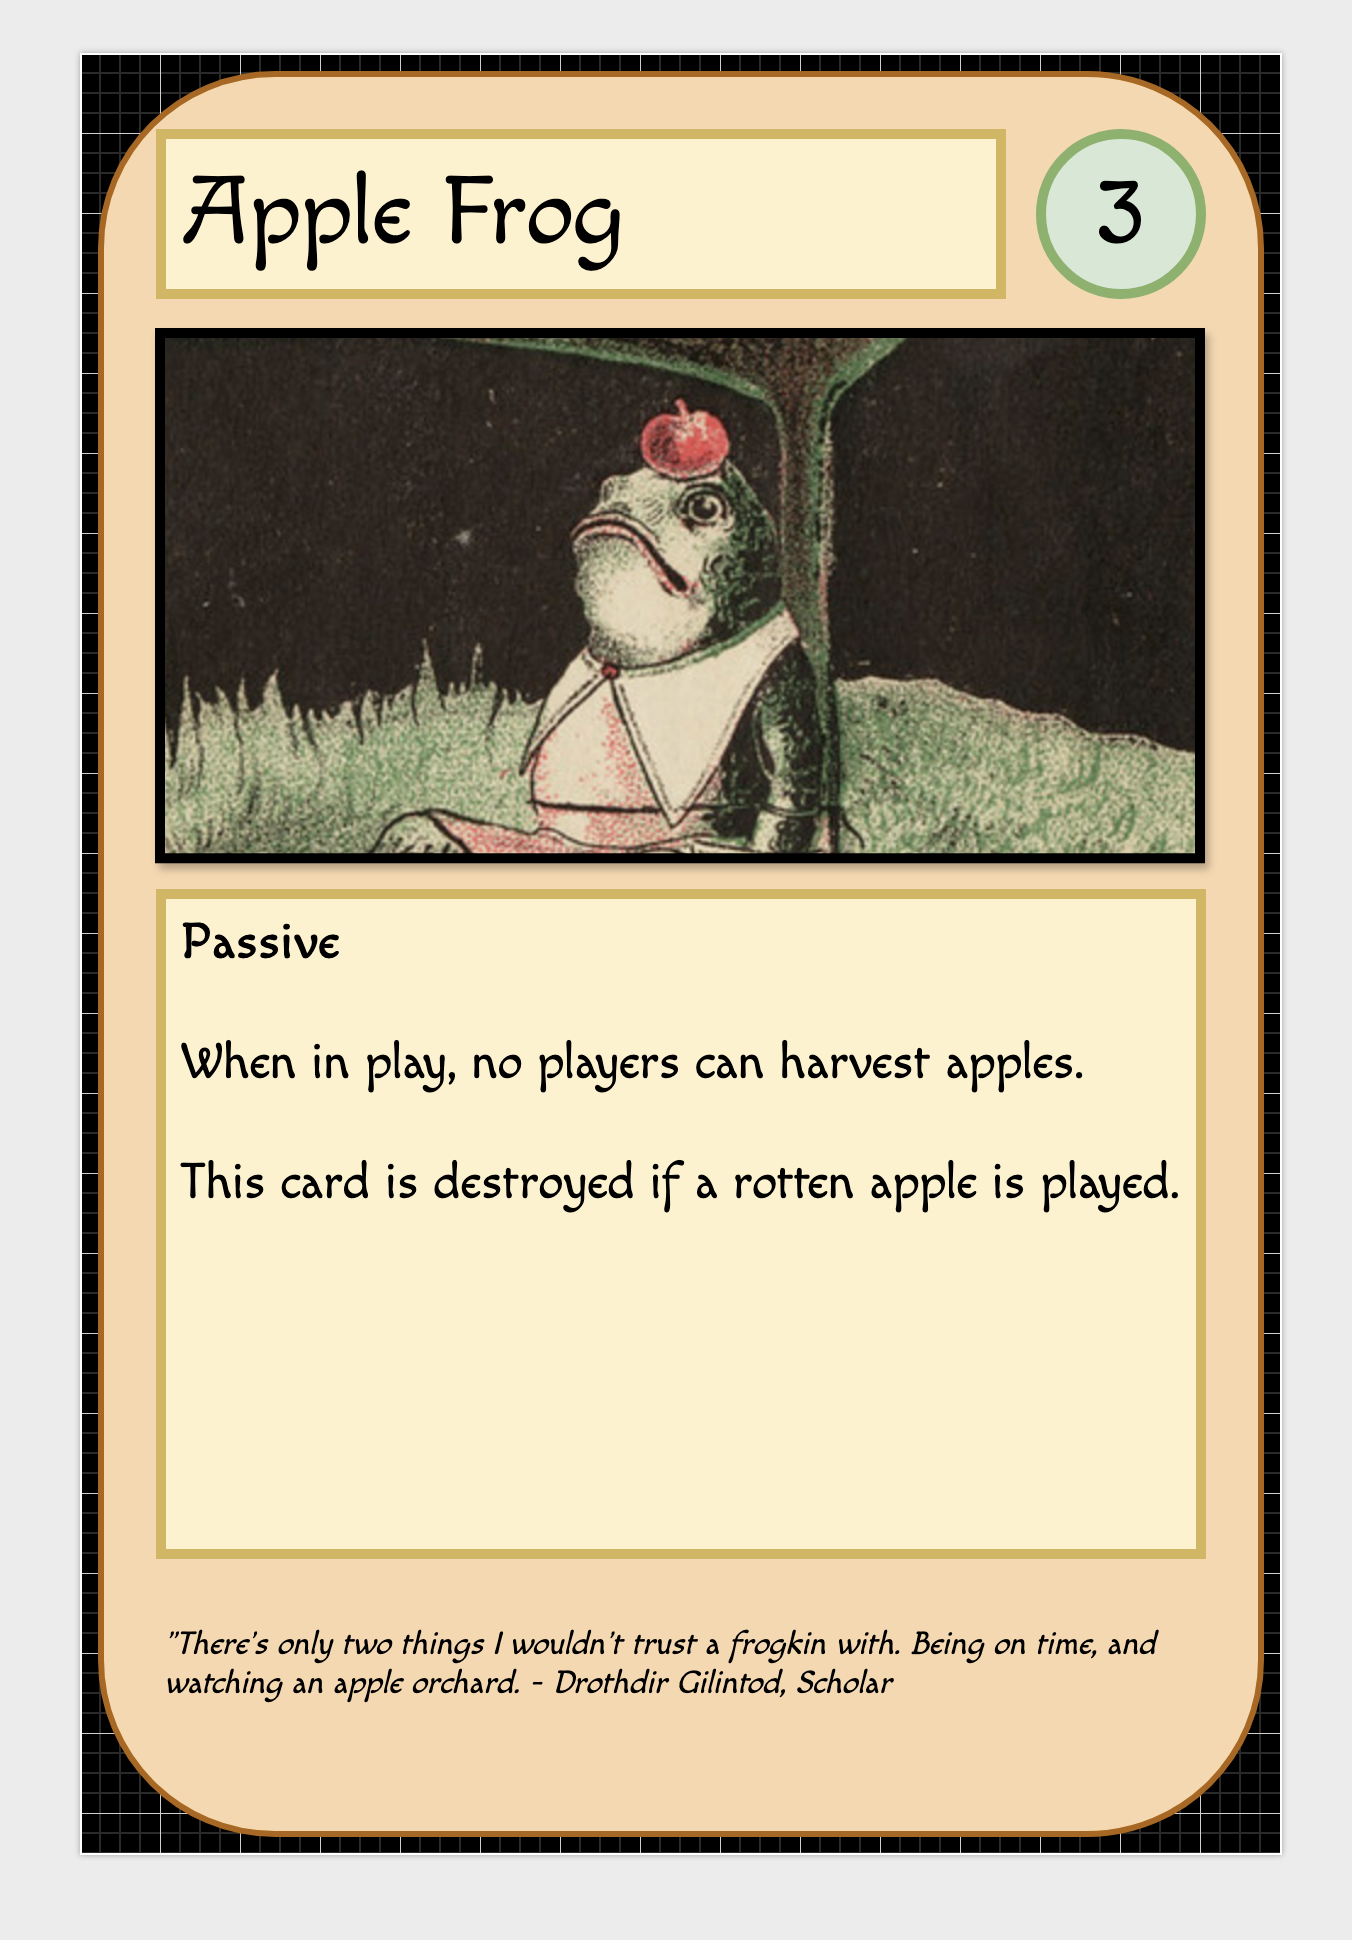 Apple Frog
3
Passive
When in play, no players can harvest apples.
This card is destroyed if a rotten apple is played.
"There's only two things I wouldn't trust a frogkin with. Being on time, and
watching an apple orchard. - Drothdir Gilintod, Scholar